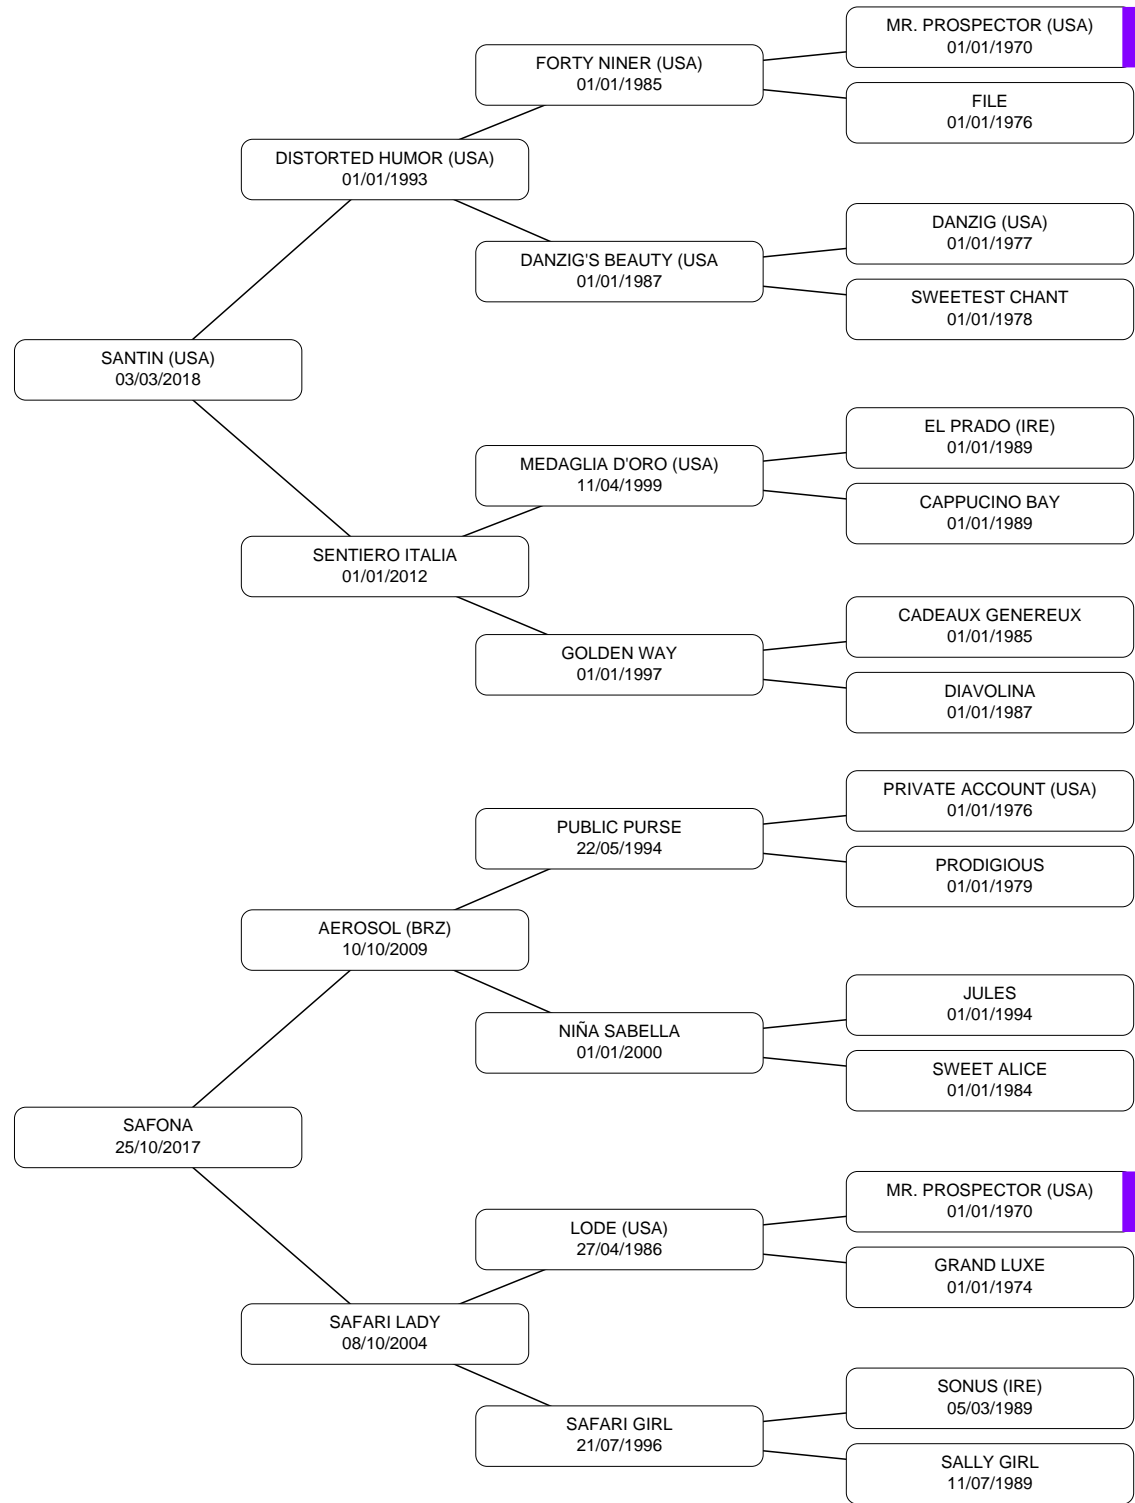 MR. PROSPECTOR (USA)
01/01/1970
FORTY NINER (USA)
01/01/1985
FILE
01/01/1976
DISTORTED HUMOR (USA)
01/01/1993
DANZIG (USA)
01/01/1977
DANZIG'S BEAUTY (USA
01/01/1987
SWEETEST CHANT
01/01/1978
SANTIN (USA)
03/03/2018
EL PRADO (IRE)
01/01/1989
MEDAGLIA D'ORO (USA)
11/04/1999
CAPPUCINO BAY
01/01/1989
SENTIERO ITALIA
01/01/2012
CADEAUX GENEREUX
01/01/1985
GOLDEN WAY
01/01/1997
DIAVOLINA
01/01/1987
PRIVATE ACCOUNT (USA)
01/01/1976
PUBLIC PURSE
22/05/1994
PRODIGIOUS
01/01/1979
AEROSOL (BRZ)
10/10/2009
JULES
01/01/1994
NIÑA SABELLA
01/01/2000
SWEET ALICE
01/01/1984
SAFONA
25/10/2017
MR. PROSPECTOR (USA)
01/01/1970
LODE (USA)
27/04/1986
GRAND LUXE
01/01/1974
SAFARI LADY
08/10/2004
SONUS (IRE)
05/03/1989
SAFARI GIRL
21/07/1996
SALLY GIRL
11/07/1989